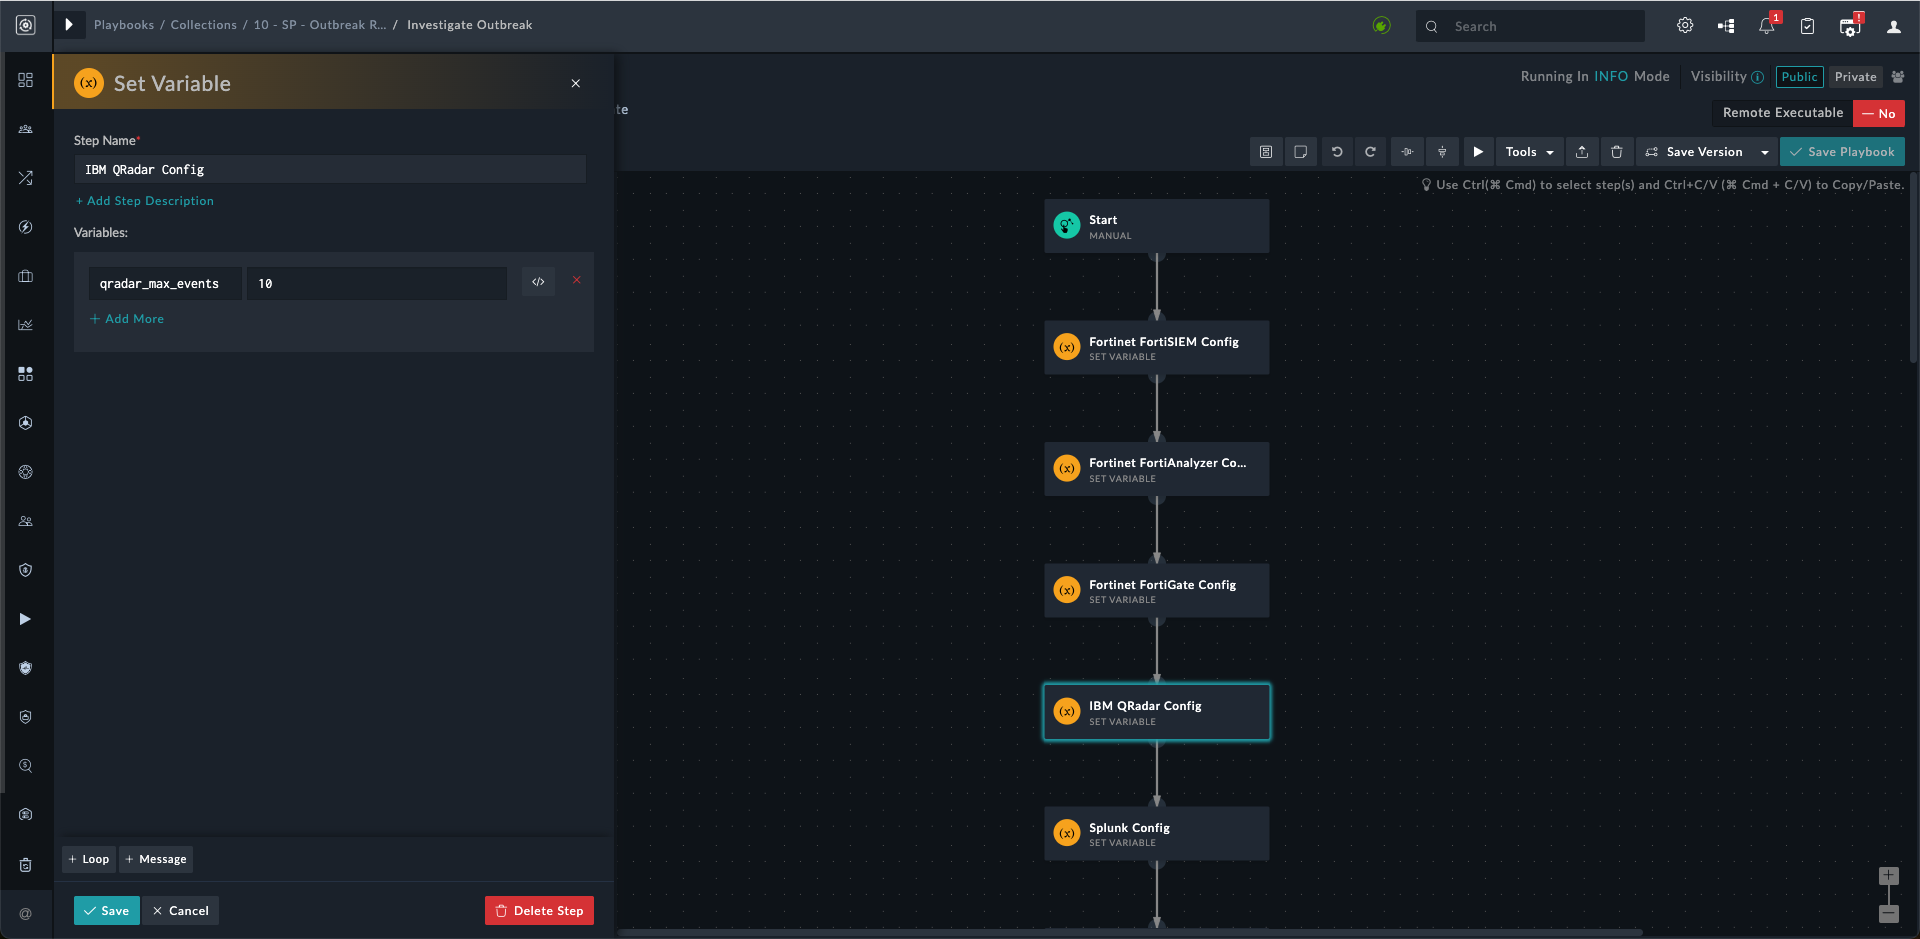 Playbooks / Collections / 10 - SP - Outbreak R... / Investigate Outbreak
Search
1
!
(x) Set Variable
Step Name*
IBM QRadar Config
+ Add Step Description
Variables:
qradar_max_events 10 </>
+ Add More
+ Loop + Message
Save Cancel Delete Step
@
te
Running In INFO Mode Visibility Public Private
Remote Executable No
Tools Save Version Save Playbook
Use Ctrl(⌘ Cmd) to select step(s) and Ctrl+C/V (⌘ Cmd + C/V) to Copy/Paste.
Start
MANUAL
(x) Fortinet FortiSIEM Config
SET VARIABLE
(x) Fortinet FortiAnalyzer Co...
SET VARIABLE
(x) Fortinet FortiGate Config
SET VARIABLE
(x) IBM QRadar Config
SET VARIABLE
(x) Splunk Config
SET VARIABLE